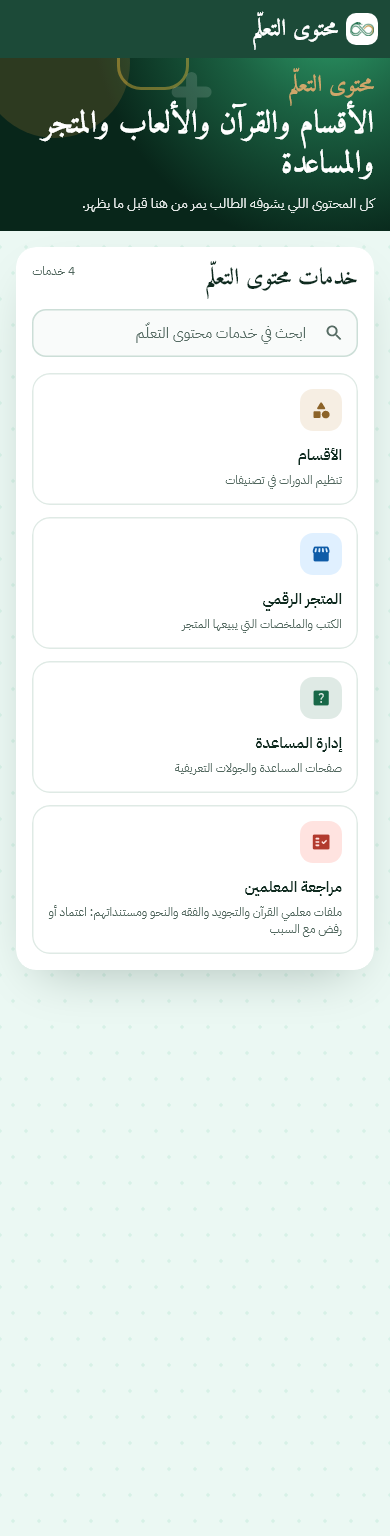 محتوى التعلّم
محتوى التعلّم
الأقسام والقرآن والألعاب والمتجر
والمساعدة
كل المحتوى اللي يشوفه الطالب يمر من هنا قبل ما يظهر.
خدمات محتوى التعلّم
4 خدمات
ابحث في خدمات محتوى التعلّم
الأقسام
تنظيم الدورات في تصنيفات
المتجر الرقمي
الكتب والملخصات التي يبيعها المتجر
إدارة المساعدة
صفحات المساعدة والجولات التعريفية
مراجعة المعلمين
ملفات معلمي القرآن والتجويد والفقه والنحو ومستنداتهم: اعتماد أو
رفض مع السبب